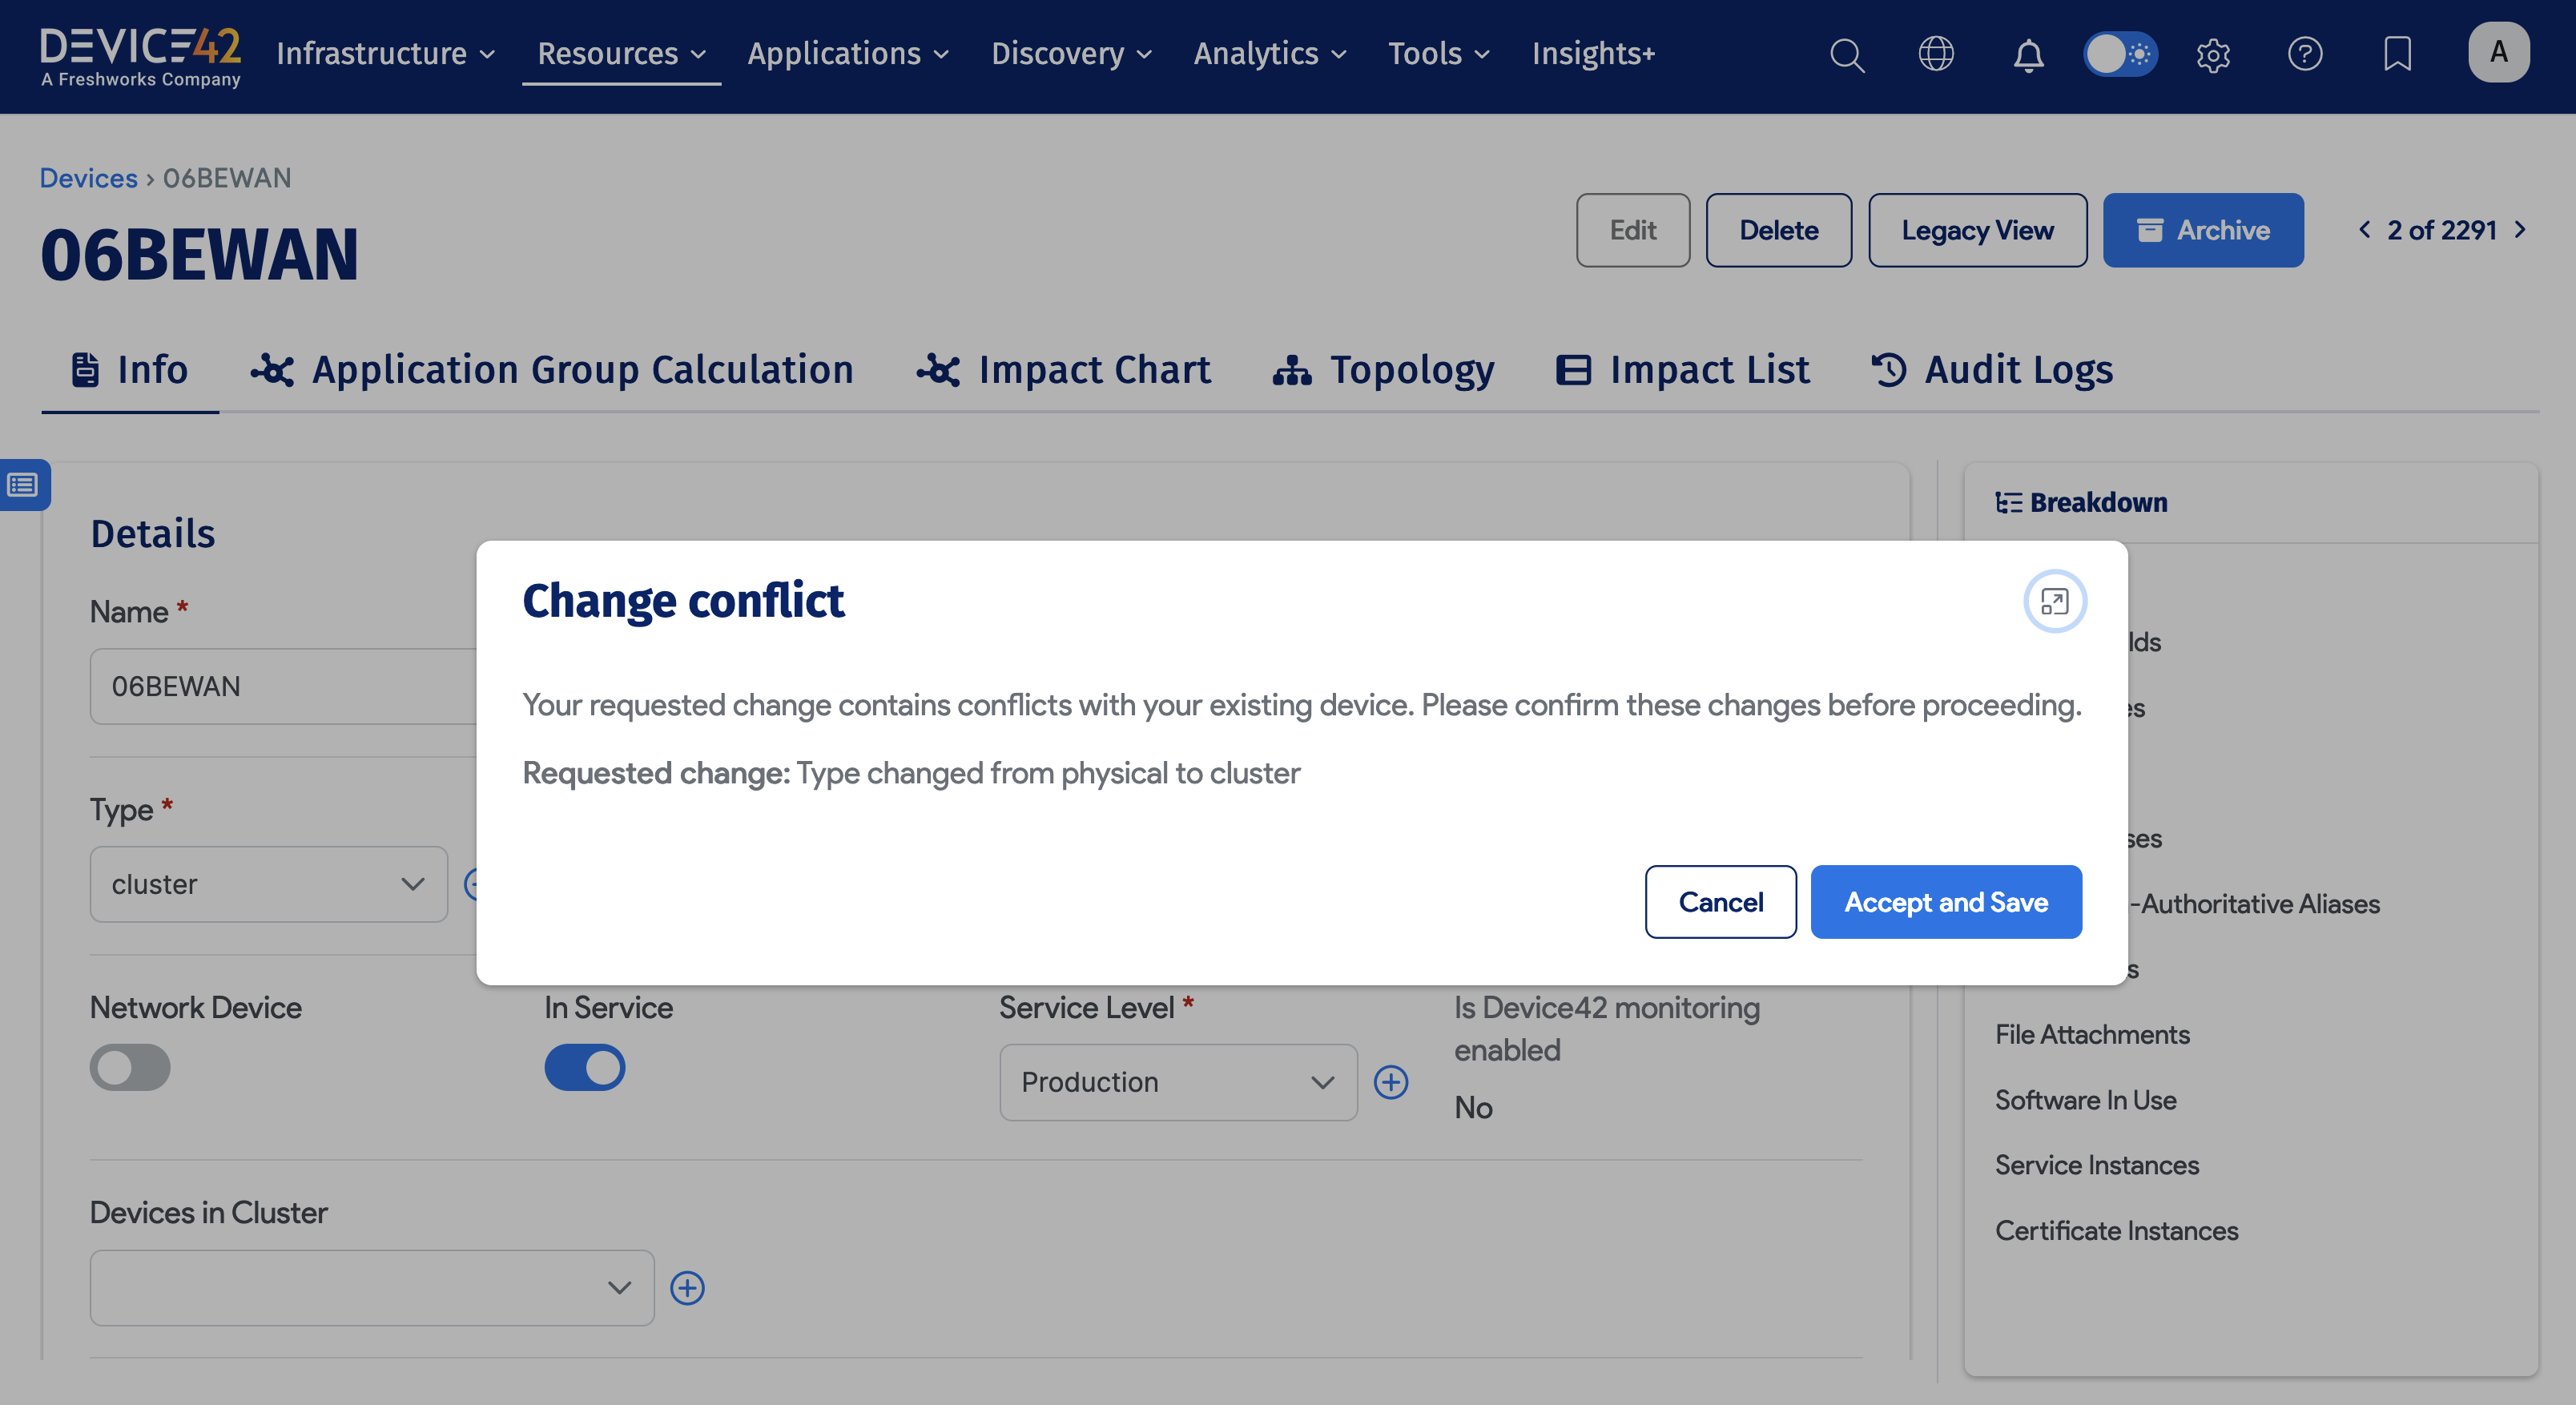 DEVICE42
A Freshworks Company
Infrastructure
Resources
Applications
Discovery
Analytics
Tools
Insights+
A
Devices › 06BEWAN
06BEWAN
Edit
Delete
Legacy View
Archive
2 of 2291
Info
Application Group Calculation
Impact Chart
Topology
Impact List
Audit Logs
Details
Name *
06BEWAN
Type *
cluster
Network Device
In Service
Service Level *
Production
Is Device42 monitoring
enabled
No
Devices in Cluster
Change conflict
Your requested change contains conflicts with your existing device. Please confirm these changes before proceeding.
Requested change: Type changed from physical to cluster
Cancel
Accept and Save
Breakdown
-Authoritative Aliases
File Attachments
Software In Use
Service Instances
Certificate Instances